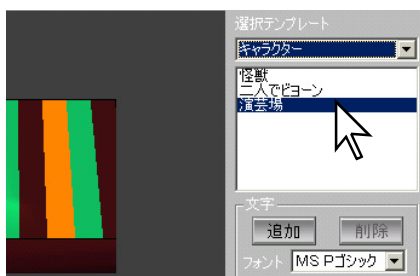 選択テンプレート
キャラクター
怪獣
二人でビヨーン
演芸場
文字
追加
削除
フォント MS Pゴシック